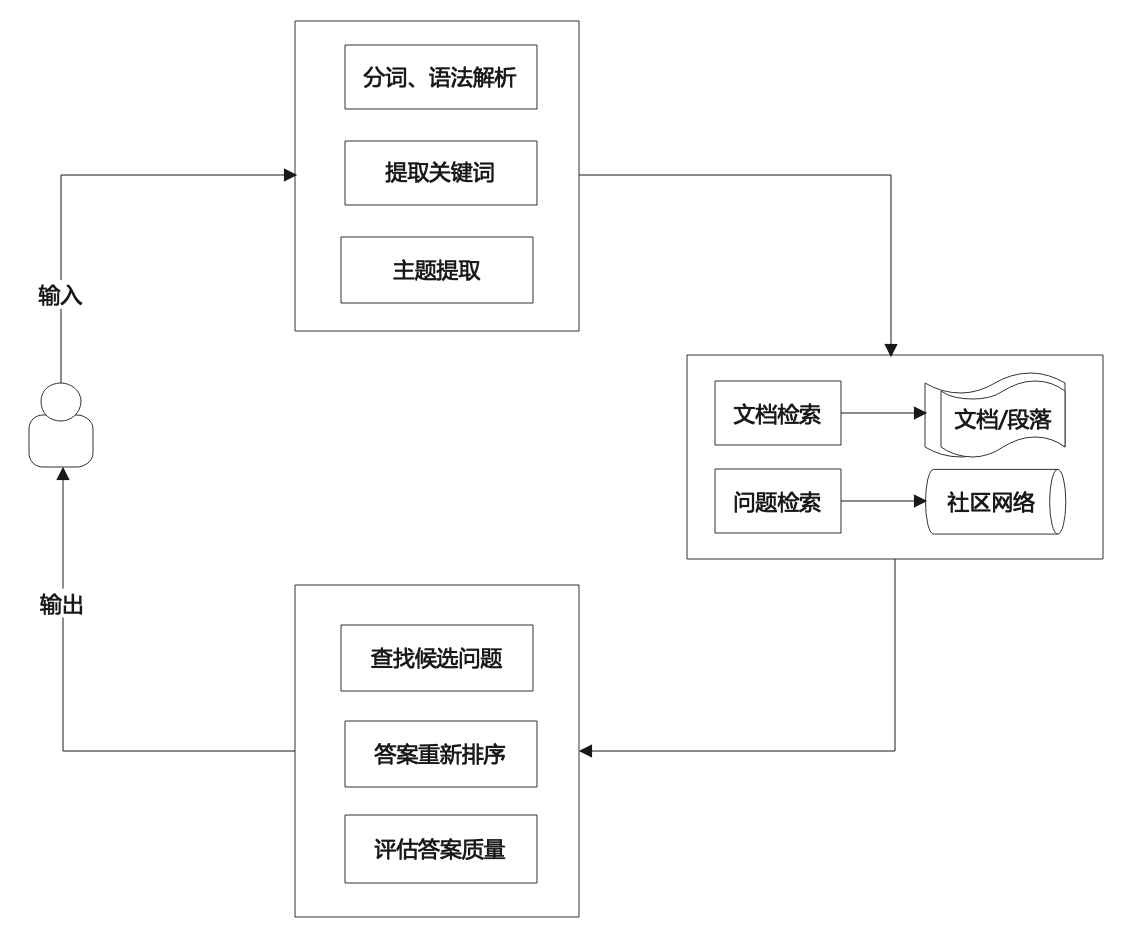 分词、语法解析
提取关键词
主题提取
输入
文档检索
文档/段落
问题检索
社区网络
输出
查找候选问题
答案重新排序
评估答案质量